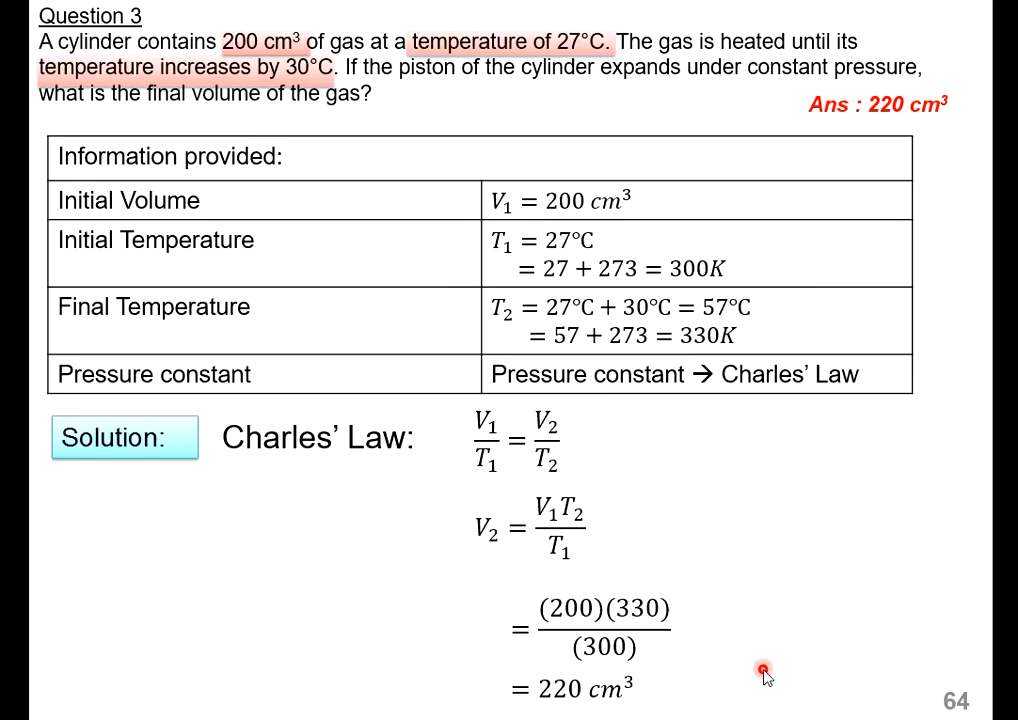 Question 3
A cylinder contains 200 cm³ of gas at a temperature of 27°C. The gas is heated until its
temperature increases by 30°C. If the piston of the cylinder expands under constant pressure,
what is the final volume of the gas?
Ans : 220 cm³
Information provided:
Initial Volume V₁ = 200 cm³
Initial Temperature T₁ = 27°C
= 27 + 273 = 300K
Final Temperature T₂ = 27°C + 30°C = 57°C
= 57 + 273 = 330K
Pressure constant Pressure constant → Charles’ Law
Solution: Charles’ Law: V₁/T₁ = V₂/T₂
V₂ = V₁T₂/T₁
= (200)(330)/(300)
= 220 cm³
64